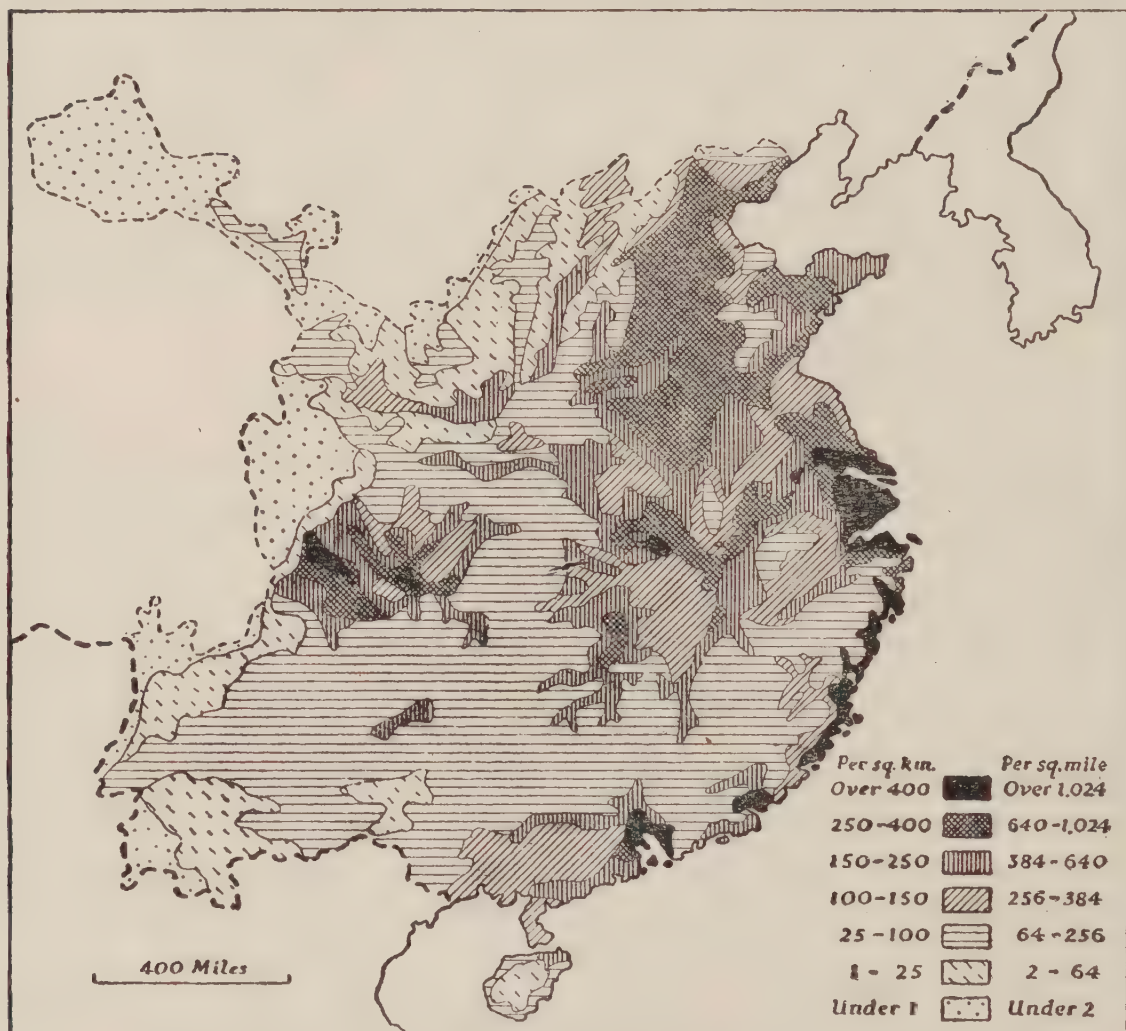 Per sq. km. Per sq. mile
Over 400 Over 1,024
250-400 640-1,024
150-250 384-640
100-150 256-384
25-100 64-256
1-25 2-64
Under 1 Under 2
400 Miles